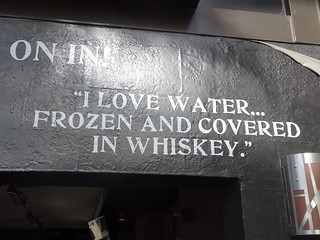 ON IN!
"I LOVE WATER...
FROZEN AND COVERED
IN WHISKEY."